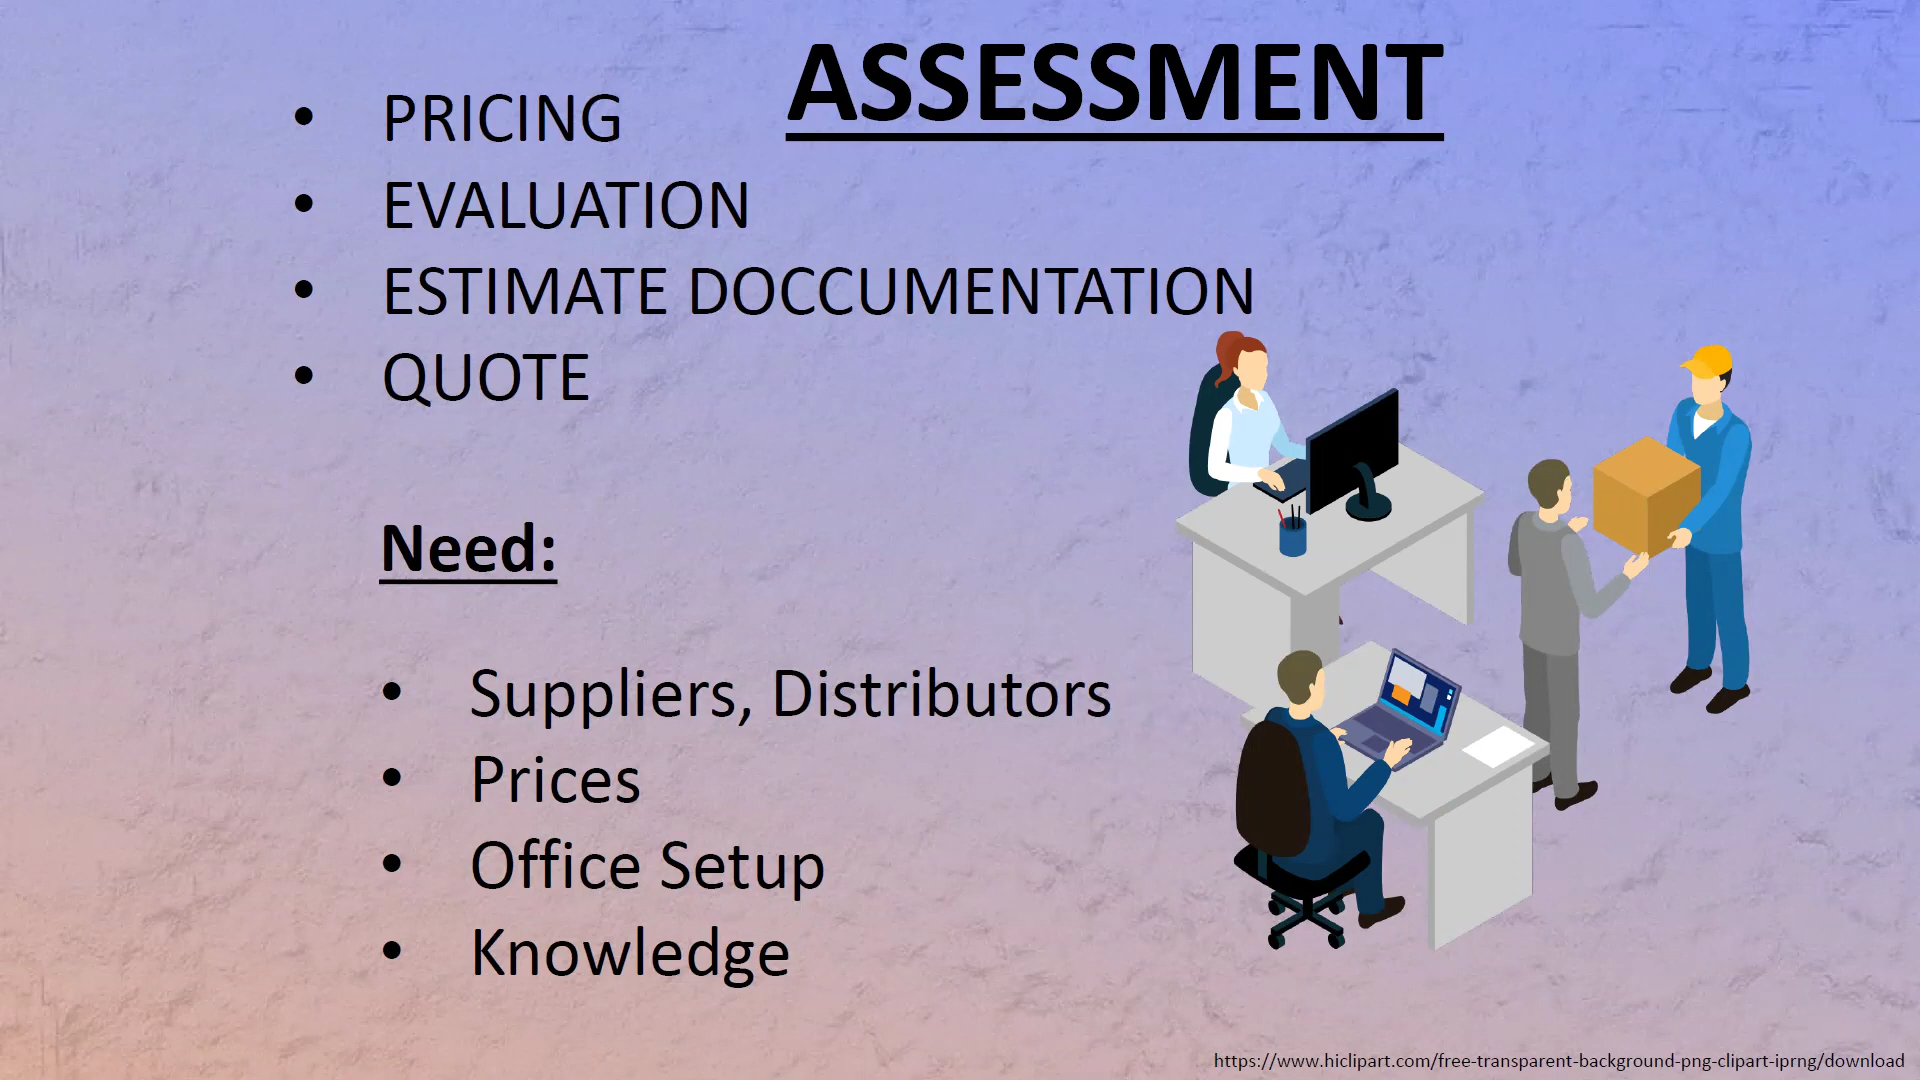 ASSESSMENT
• PRICING
• EVALUATION
• ESTIMATE DOCCUMENTATION
• QUOTE
Need:
• Suppliers, Distributors
• Prices
• Office Setup
• Knowledge
https://www.hiclipart.com/free-transparent-background-png-clipart-iprng/download